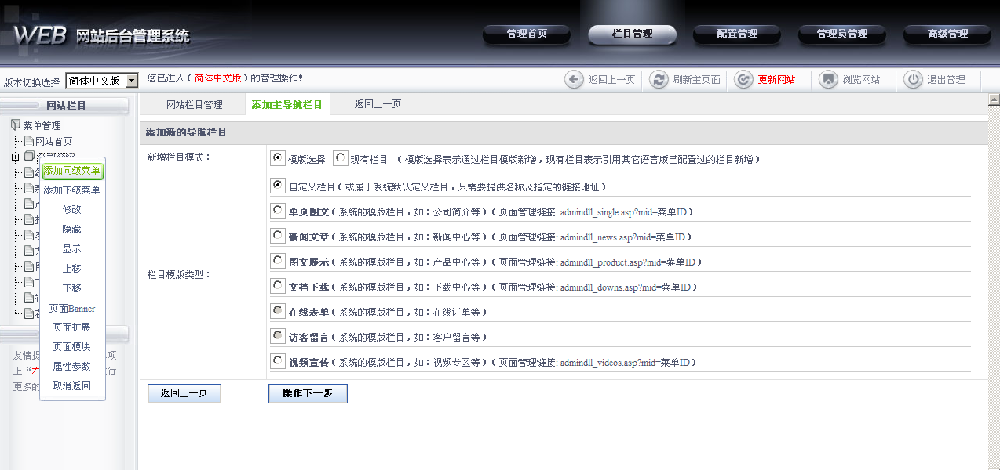 WEB 网站后台管理系统
管理首页 栏目管理 配置管理 管理员管理 高级管理
版本切换选择 简体中文版 您已进入(简体中文版)的管理操作!
返回上一页 刷新主页面 更新网站 浏览网站 退出管理
网站栏目
菜单管理
网站首页
添加同级菜单
添加下级菜单
修改
隐藏
显示
上移
下移
页面Banner
页面扩展
页面模块
属性参数
取消返回
友情提
项
上“右
行
更多的
网站栏目管理 添加主导航栏目 返回上一页
添加新的导航栏目
新增栏目模式: 模版选择 现有栏目 (模版选择表示通过栏目模版新增,现有栏目表示引用其它语言版已配置过的栏目新增)
栏目模版类型:
自定义栏目(或属于系统默认定义栏目,只需要提供名称及指定的链接地址)
单页图文(系统的模版栏目,如:公司简介等)(页面管理链接: admindll_single.asp?mid=菜单ID)
新闻文章(系统的模版栏目,如:新闻中心等)(页面管理链接: admindll_news.asp?mid=菜单ID)
图文展示(系统的模版栏目,如:产品中心等)(页面管理链接: admindll_product.asp?mid=菜单ID)
文档下载(系统的模版栏目,如:下载中心等)(页面管理链接: admindll_downs.asp?mid=菜单ID)
在线表单(系统的模版栏目,如:在线订单等)
访客留言(系统的模版栏目,如:客户留言等)
视频宣传(系统的模版栏目,如:视频专区等)(页面管理链接: admindll_videos.asp?mid=菜单ID)
返回上一页 操作下一步